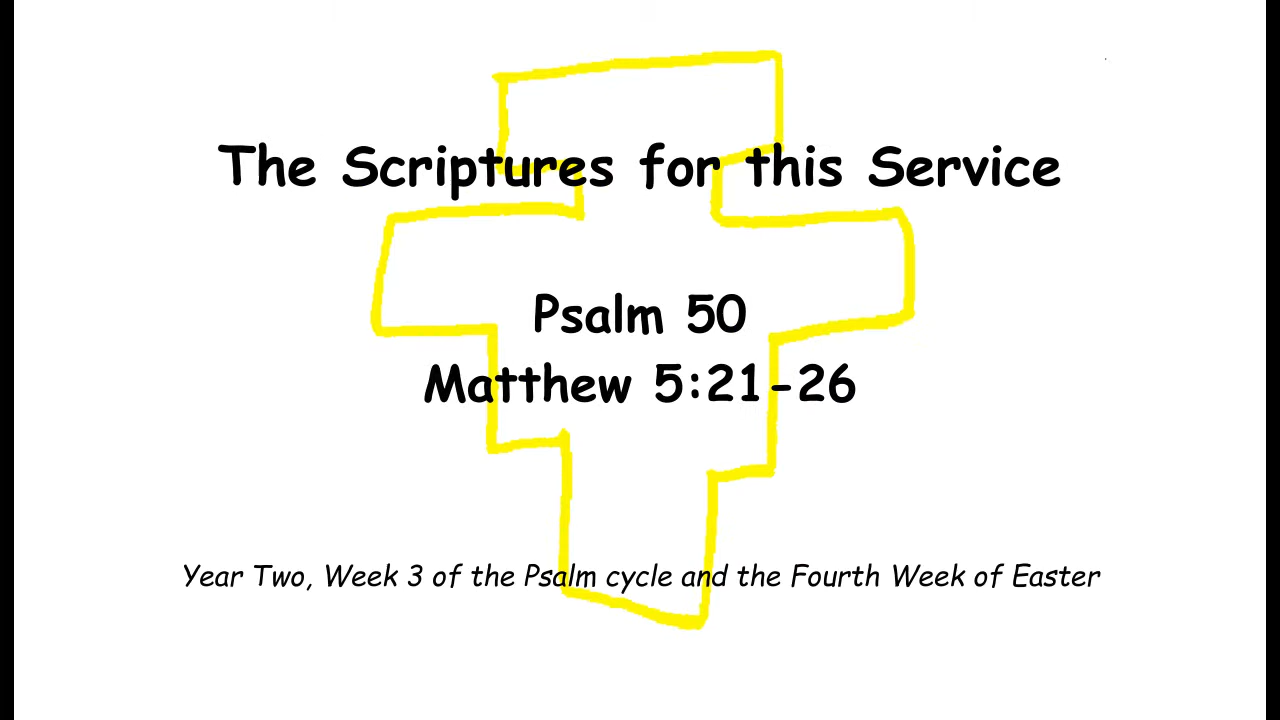 The Scriptures for this Service
Psalm 50
Matthew 5:21-26
Year Two, Week 3 of the Psalm cycle and the Fourth Week of Easter